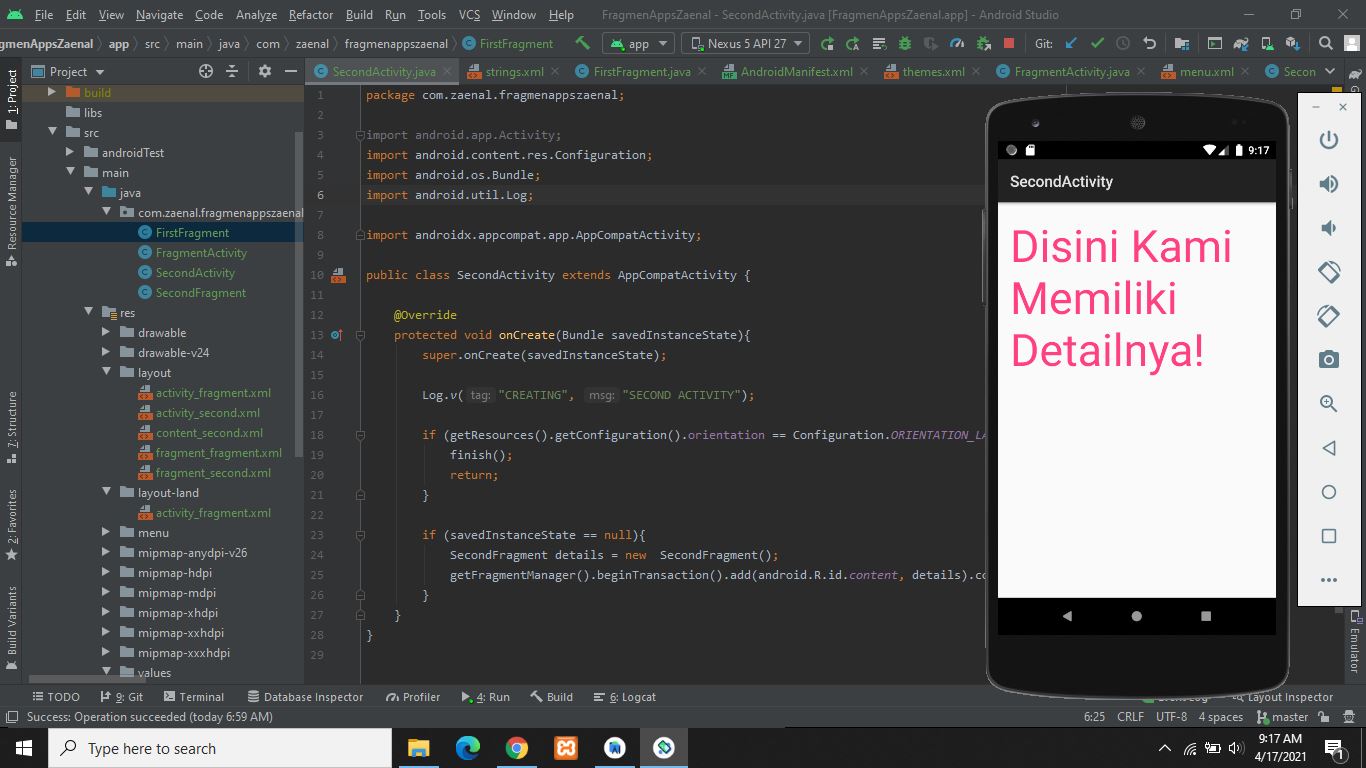 File Edit View Navigate Code Analyze Refactor Build Run Tools VCS Window Help FragmenAppsZaenal - SecondActivity.java [FragmenAppsZaenal.app] - Android Studio
gmenAppsZaenal app src main java com zaenal fragmenappszaenal FirstFragment app Nexus 5 API 27 Git:
Project SecondActivity.java strings.xml FirstFragment.java AndroidManifest.xml themes.xml FragmentActivity.java menu.xml Secon
1: Project
Resource Manager
Z: Structure
2: Favorites
Build Variants
build
libs
src
androidTest
main
java
com.zaenal.fragmenappszaenal
FirstFragment
FragmentActivity
SecondActivity
SecondFragment
res
drawable
drawable-v24
layout
activity_fragment.xml
activity_second.xml
content_second.xml
fragment_fragment.xml
fragment_second.xml
layout-land
activity_fragment.xml
menu
mipmap-anydpi-v26
mipmap-hdpi
mipmap-mdpi
mipmap-xhdpi
mipmap-xxhdpi
mipmap-xxxhdpi
values
1 package com.zaenal.fragmenappszaenal;
2
3 import android.app.Activity;
4 import android.content.res.Configuration;
5 import android.os.Bundle;
6 import android.util.Log;
7
8 import androidx.appcompat.app.AppCompatActivity;
9
10 public class SecondActivity extends AppCompatActivity {
11
12 @Override
13 protected void onCreate(Bundle savedInstanceState){
14 super.onCreate(savedInstanceState);
15
16 Log.v( tag: "CREATING", msg: "SECOND ACTIVITY");
17
18 if (getResources().getConfiguration().orientation == Configuration.ORIENTATION_LA
19 finish();
20 return;
21 }
22
23 if (savedInstanceState == null){
24 SecondFragment details = new SecondFragment();
25 getFragmentManager().beginTransaction().add(android.R.id.content, details).co
26 }
27 }
28 }
29
9:17
SecondActivity
Disini Kami
Memiliki
Detailnya!
Emulator
TODO 9: Git Terminal Database Inspector Profiler 4: Run Build 6: Logcat Layout Inspector
Success: Operation succeeded (today 6:59 AM) 6:25 CRLF UTF-8 4 spaces master
Type here to search
9:17 AM
4/17/2021
1